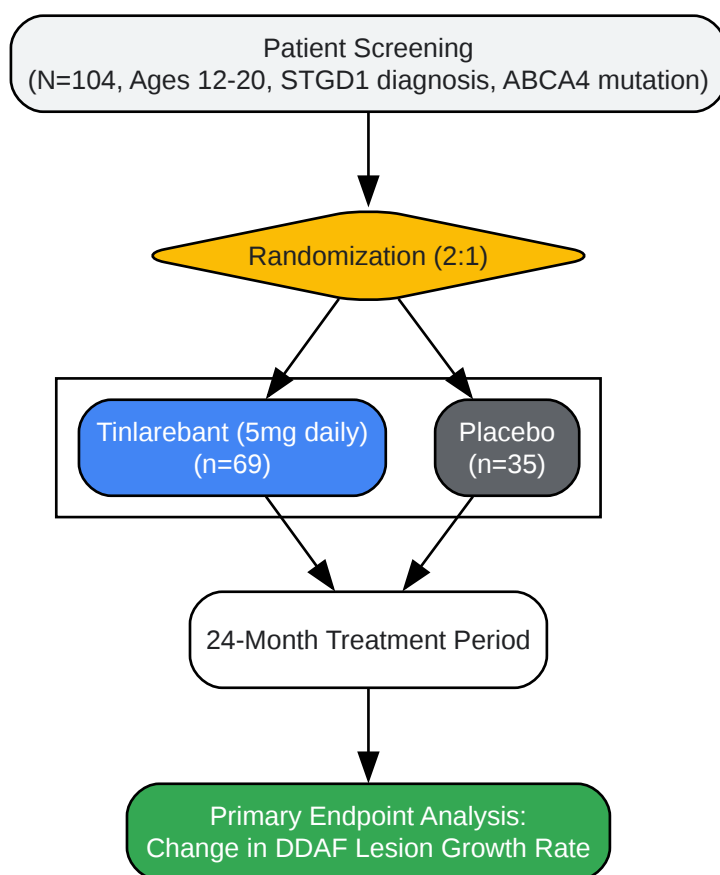 Patient Screening
(N=104, Ages 12-20, STGD1 diagnosis, ABCA4 mutation)
Randomization (2:1)
Tinlarebant (5mg daily)
(n=69)
Placebo
(n=35)
24-Month Treatment Period
Primary Endpoint Analysis:
Change in DDAF Lesion Growth Rate